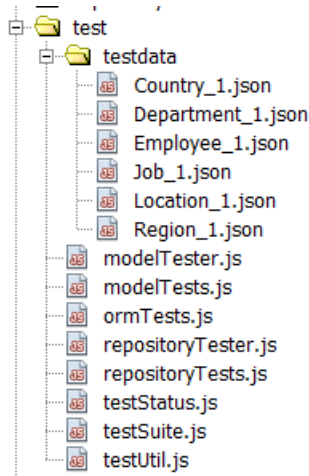 test
testdata
Country_1.json
Department_1.json
Employee_1.json
Job_1.json
Location_1.json
Region_1.json
modelTester.js
modelTests.js
ormTests.js
repositoryTester.js
repositoryTests.js
testStatus.js
testSuite.js
testUtil.js